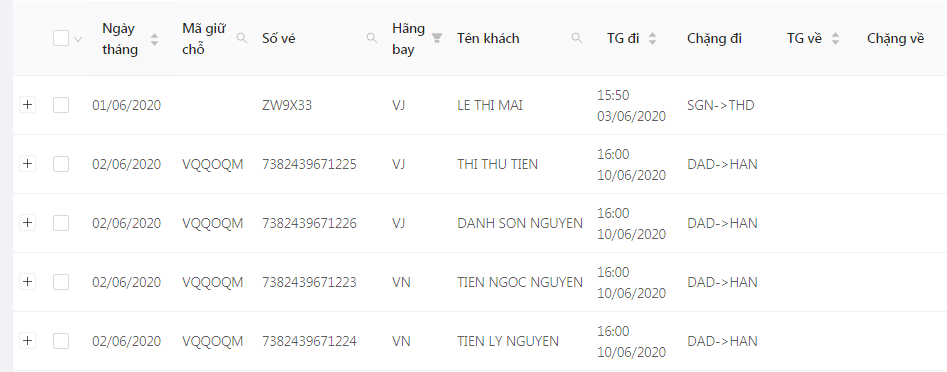 Ngày tháng Mã giữ chỗ Số vé Hãng bay Tên khách TG đi Chặng đi TG về Chặng về
01/06/2020 ZW9X33 VJ LE THI MAI 15:50 03/06/2020 SGN->THD
02/06/2020 VQQOQM 7382439671225 VJ THI THU TIEN 16:00 10/06/2020 DAD->HAN
02/06/2020 VQQOQM 7382439671226 VJ DANH SON NGUYEN 16:00 10/06/2020 DAD->HAN
02/06/2020 VQQOQM 7382439671223 VN TIEN NGOC NGUYEN 16:00 10/06/2020 DAD->HAN
02/06/2020 VQQOQM 7382439671224 VN TIEN LY NGUYEN 16:00 10/06/2020 DAD->HAN